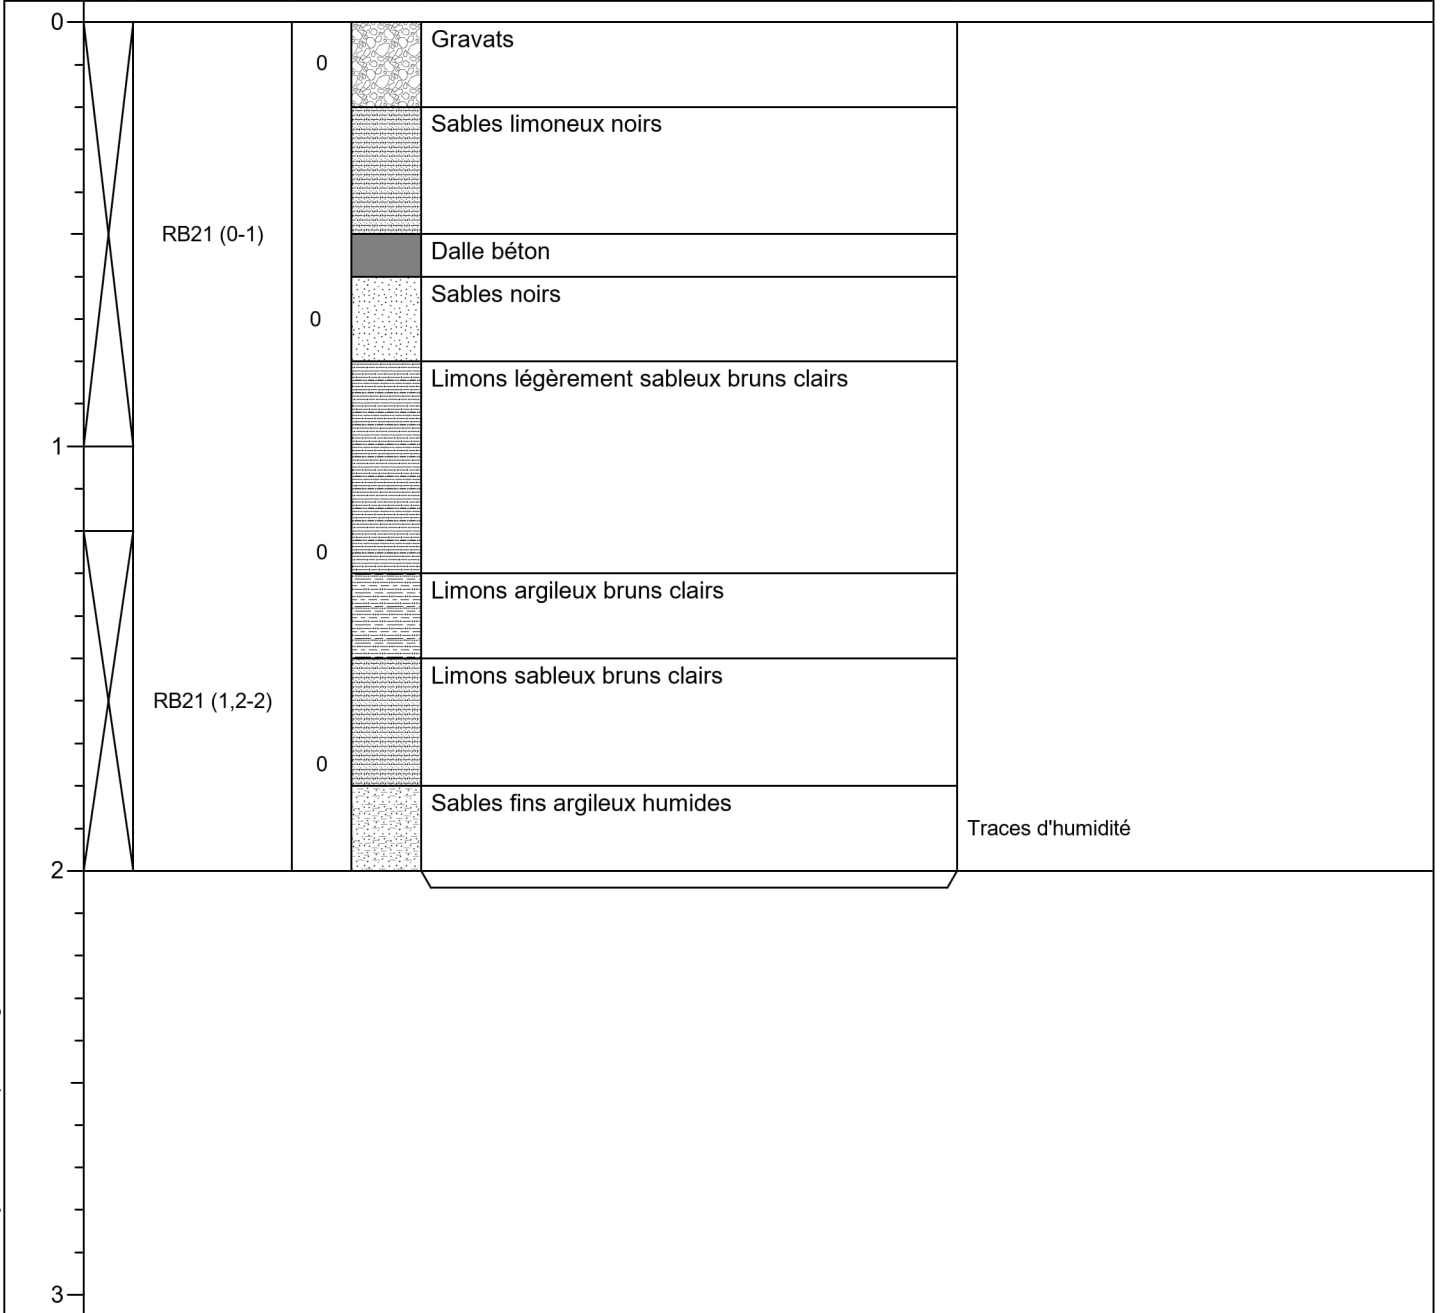 0
Gravats
0
Sables limoneux noirs
RB21 (0-1)
Dalle béton
Sables noirs
0
Limons légèrement sableux bruns clairs
1
0
Limons argileux bruns clairs
Limons sableux bruns clairs
RB21 (1,2-2)
0
Sables fins argileux humides
Traces d'humidité
2
3